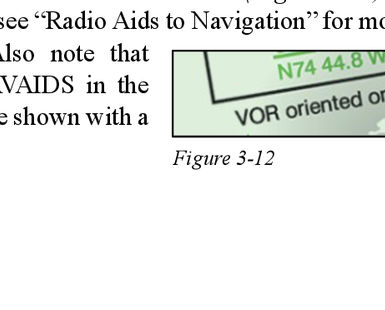 see “Radio Aids to Navigation” for mo
Also note that
VAIDS in the
e shown with a
N74 44.8 W
VOR oriented or
Figure 3-12